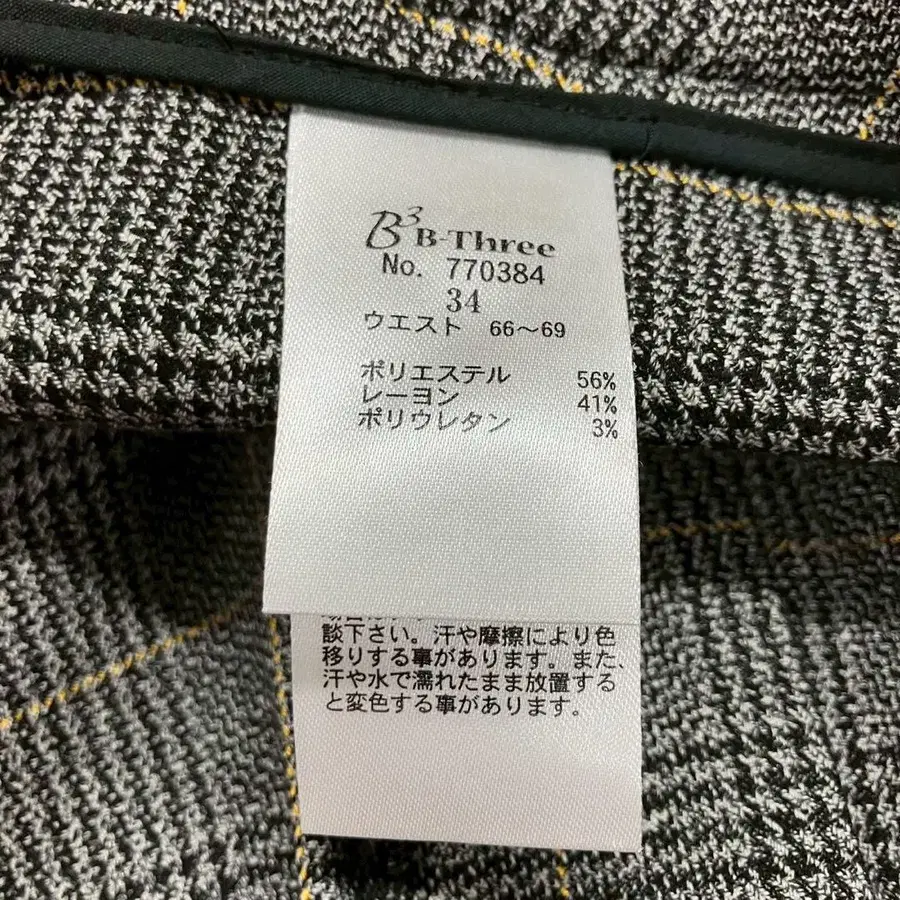 B³ B-Three
No. 770384
34
ウエスト 66～69
ポリエステル 56%
レーヨン 41%
ポリウレタン 3%
談下さい。汗や摩擦により色
移りする事があります。また、
汗や水で濡れたまま放置する
と変色する事があります。